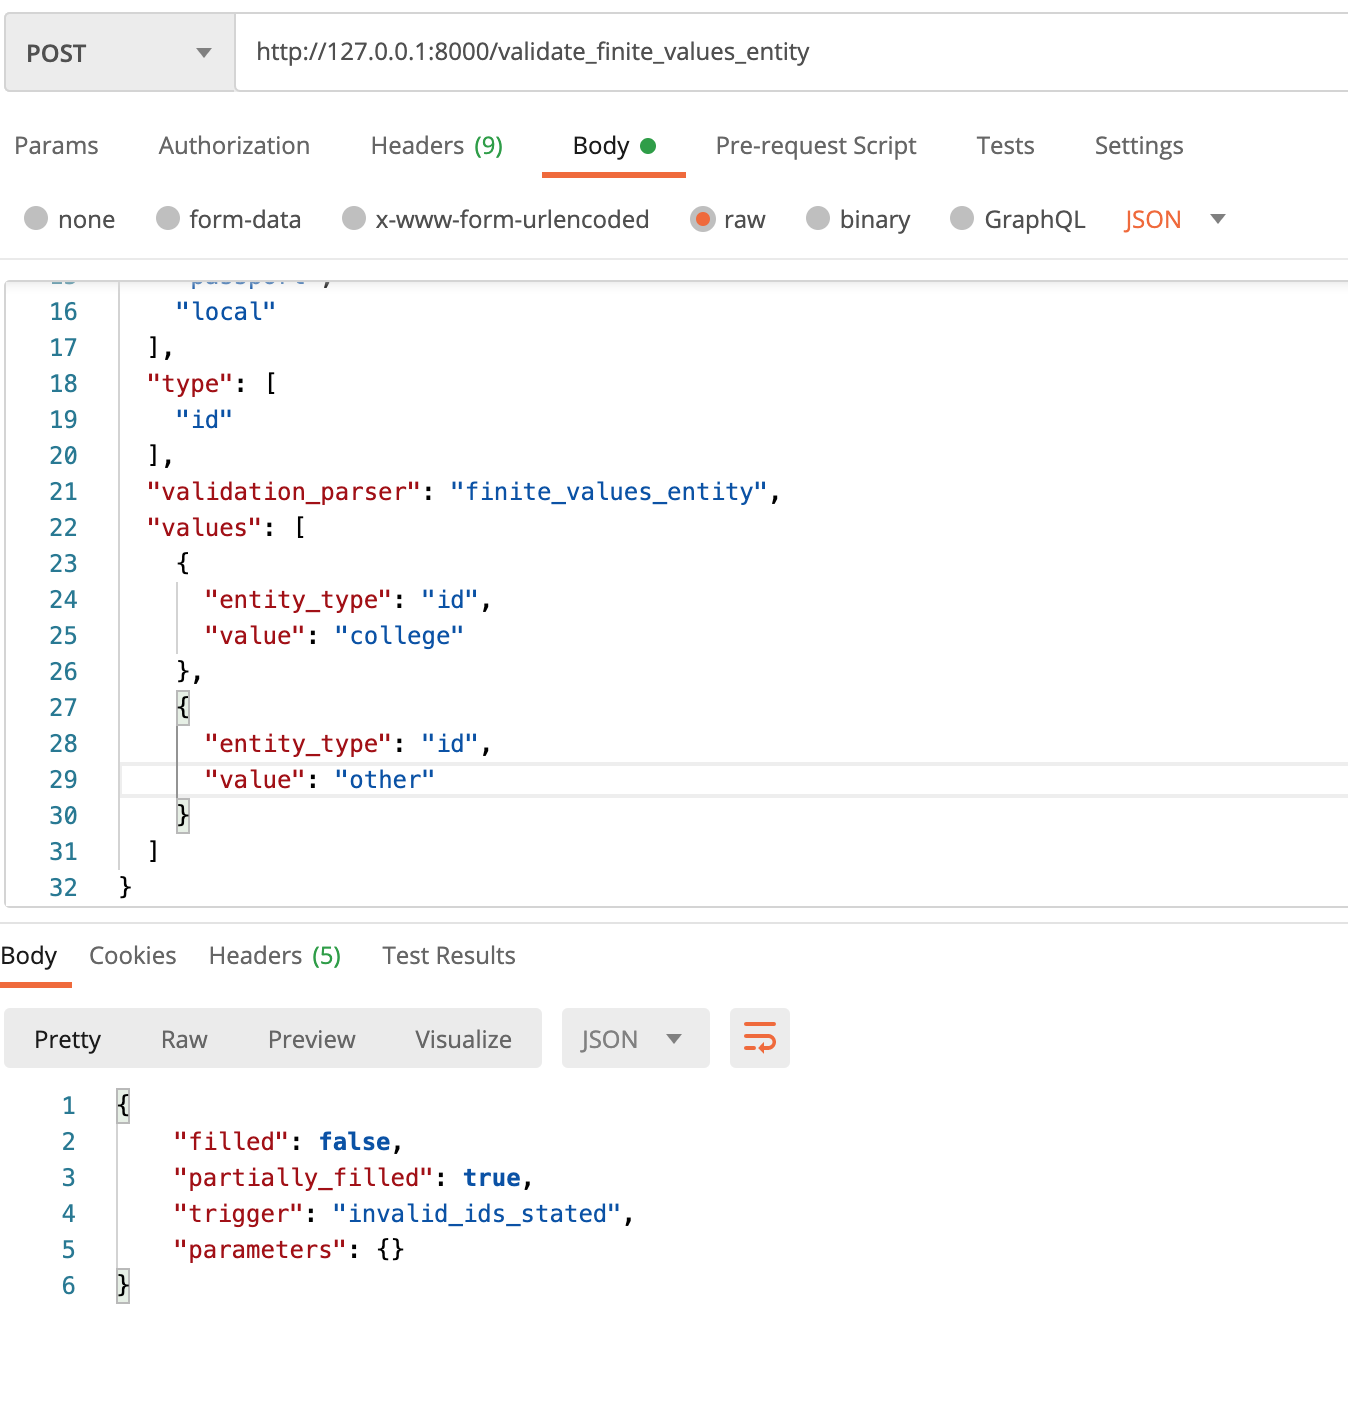 POST http://127.0.0.1:8000/validate_finite_values_entity
Params Authorization Headers (9) Body Pre-request Script Tests Settings
none form-data x-www-form-urlencoded raw binary GraphQL JSON
16 "local"
17 ],
18 "type": [
19 "id"
20 ],
21 "validation_parser": "finite_values_entity",
22 "values": [
23 {
24 "entity_type": "id",
25 "value": "college"
26 },
27 {
28 "entity_type": "id",
29 "value": "other"
30 }
31 ]
32 }
Body Cookies Headers (5) Test Results
Pretty Raw Preview Visualize JSON
1 {
2 "filled": false,
3 "partially_filled": true,
4 "trigger": "invalid_ids_stated",
5 "parameters": {}
6 }